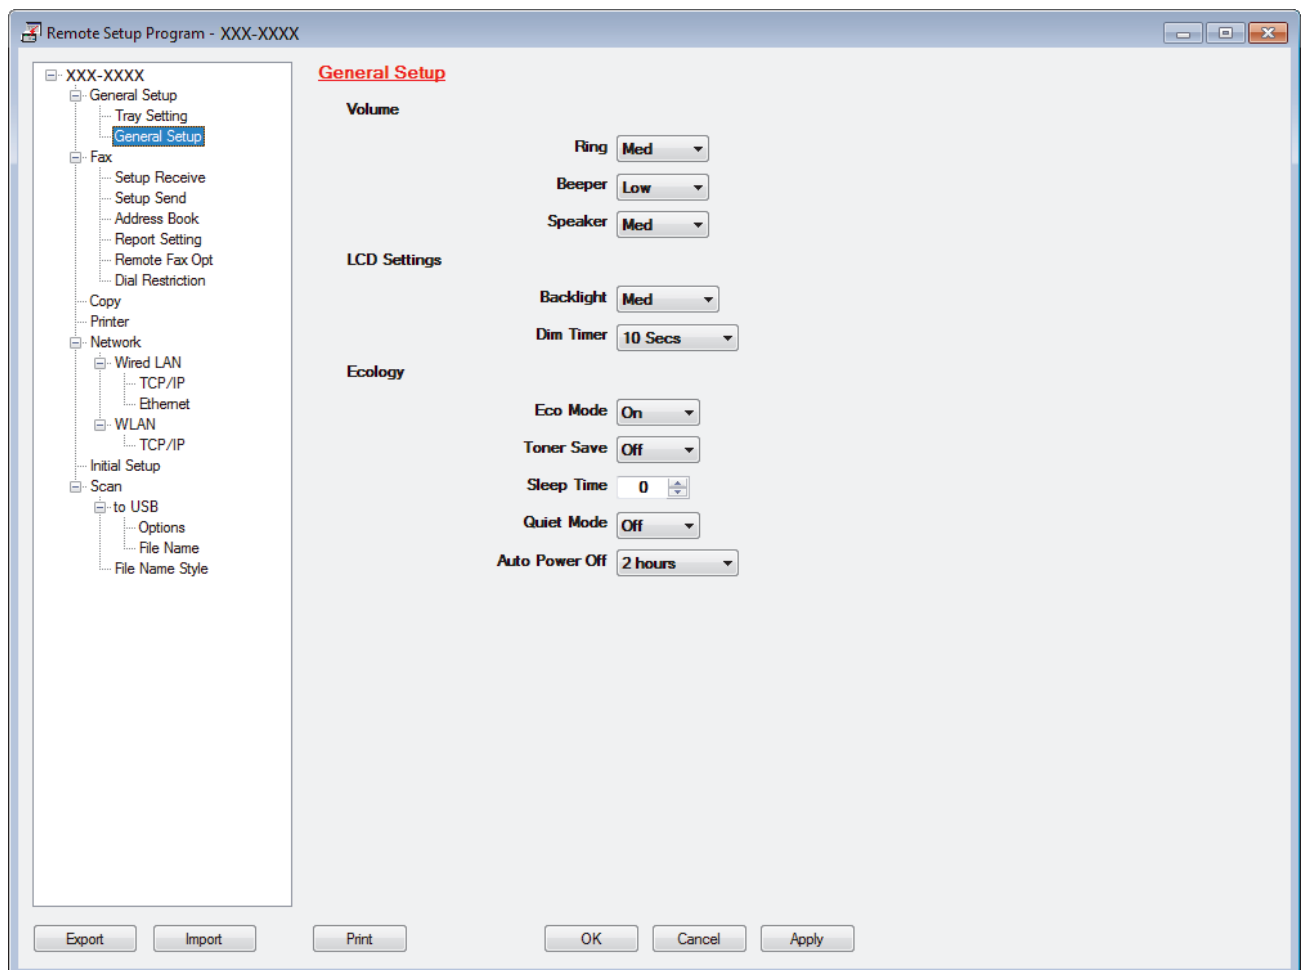 Remote Setup Program - XXX-XXXX
XXX-XXXX
General Setup
Tray Setting
General Setup
Fax
Setup Receive
Setup Send
Address Book
Report Setting
Remote Fax Opt
Dial Restriction
Copy
Printer
Network
Wired LAN
TCP/IP
Ethernet
WLAN
TCP/IP
Initial Setup
Scan
to USB
Options
File Name
File Name Style
General Setup
Volume
Ring Med
Beeper Low
Speaker Med
LCD Settings
Backlight Med
Dim Timer 10 Secs
Ecology
Eco Mode On
Toner Save Off
Sleep Time 0
Quiet Mode Off
Auto Power Off 2 hours
Export Import Print OK Cancel Apply